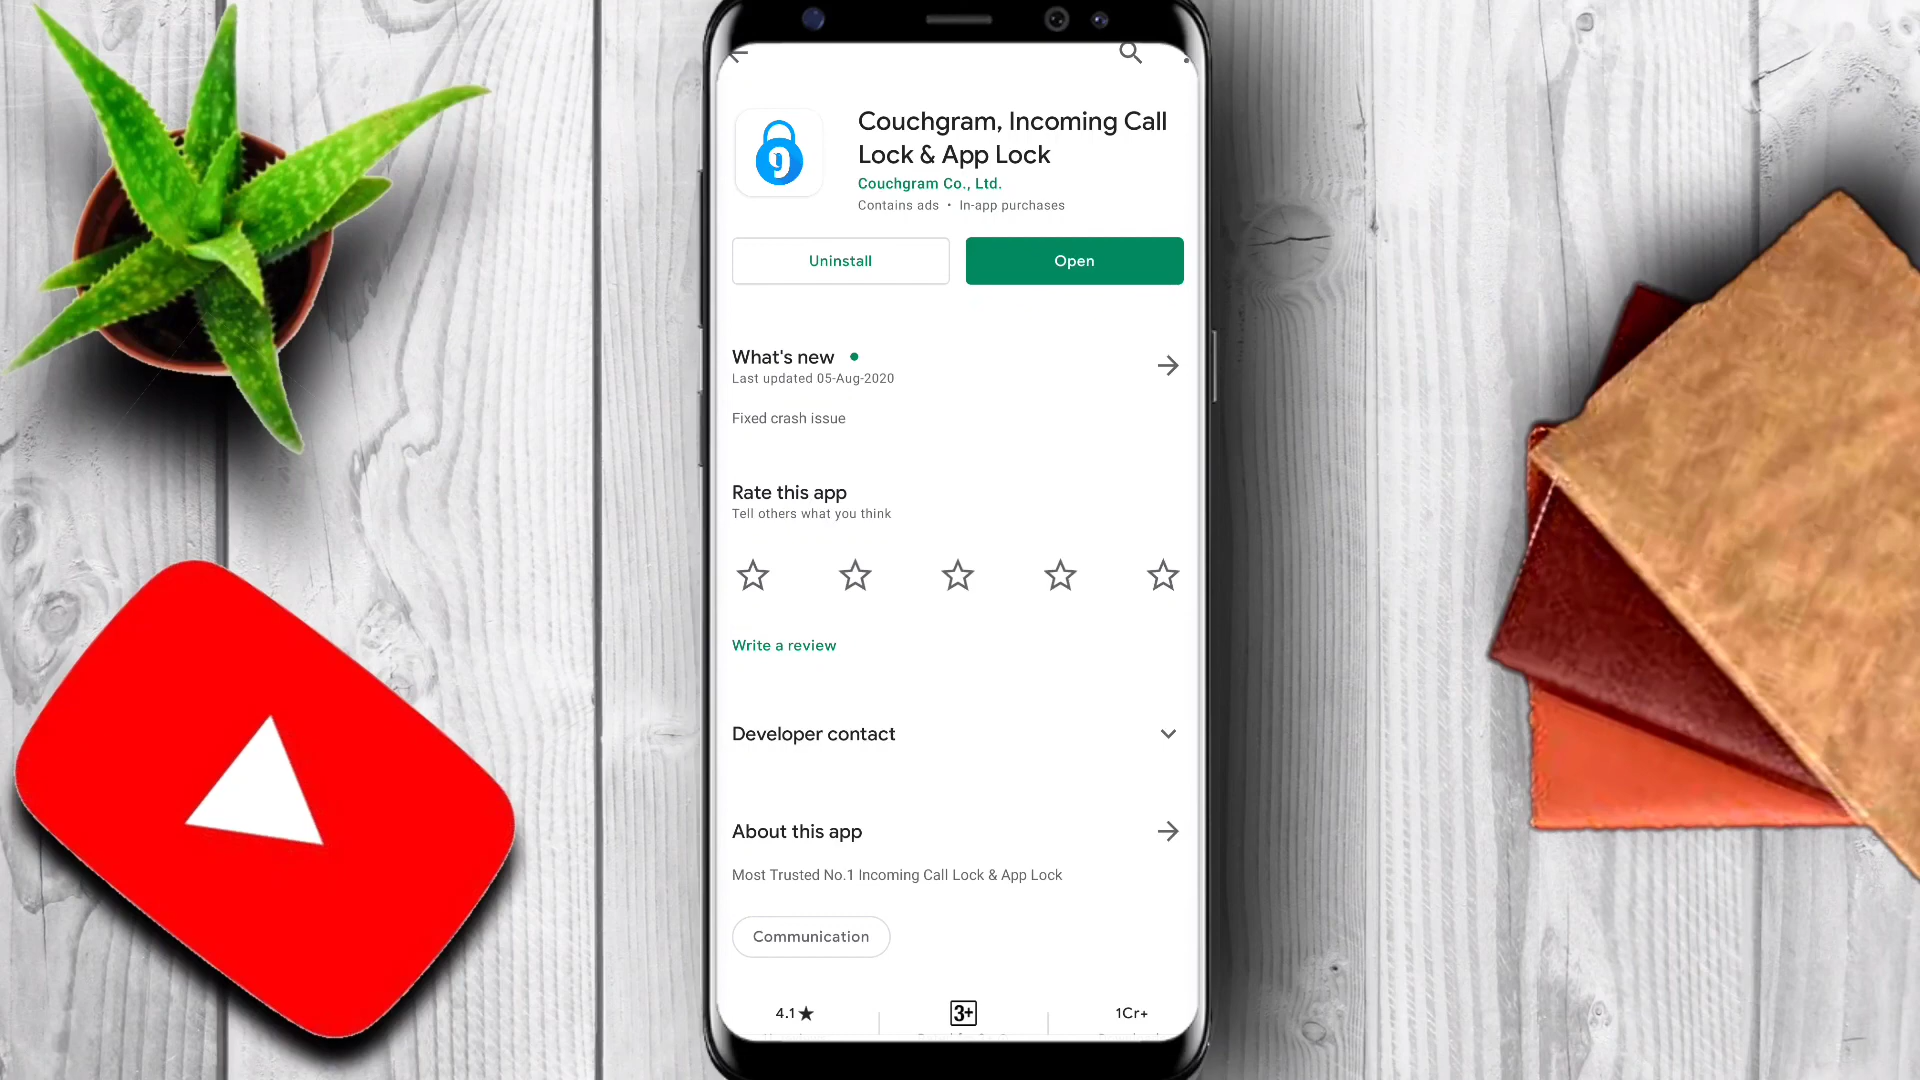 Couchgram, Incoming Call
Lock & App Lock
Couchgram Co., Ltd.
Contains ads • In-app purchases
Uninstall
Open
What's new
Last updated 05-Aug-2020
Fixed crash issue
Rate this app
Tell others what you think
Write a review
Developer contact
About this app
Most Trusted No.1 Incoming Call Lock & App Lock
Communication
4.1★
3+
1Cr+